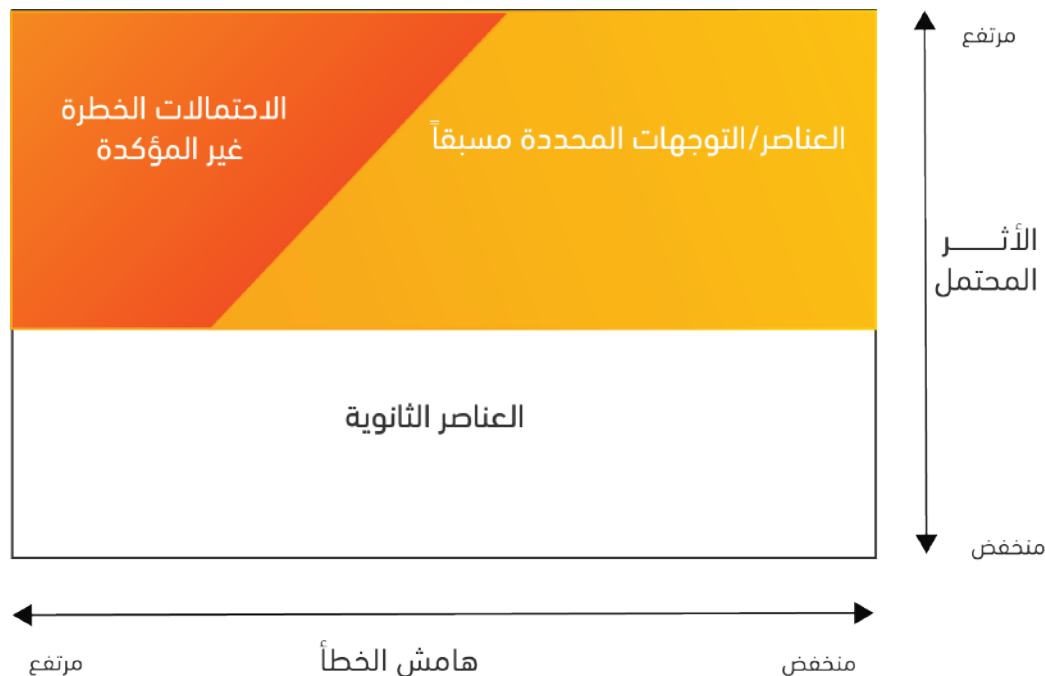 مرتفع
العناصر/التوجهات المحددة مسبقاً
الاحتمالات الخطرة
غير المؤكدة
الأثـــر
المحتمل
العناصر الثانوية
منخفض
منخفض
هامش الخطأ
مرتفع